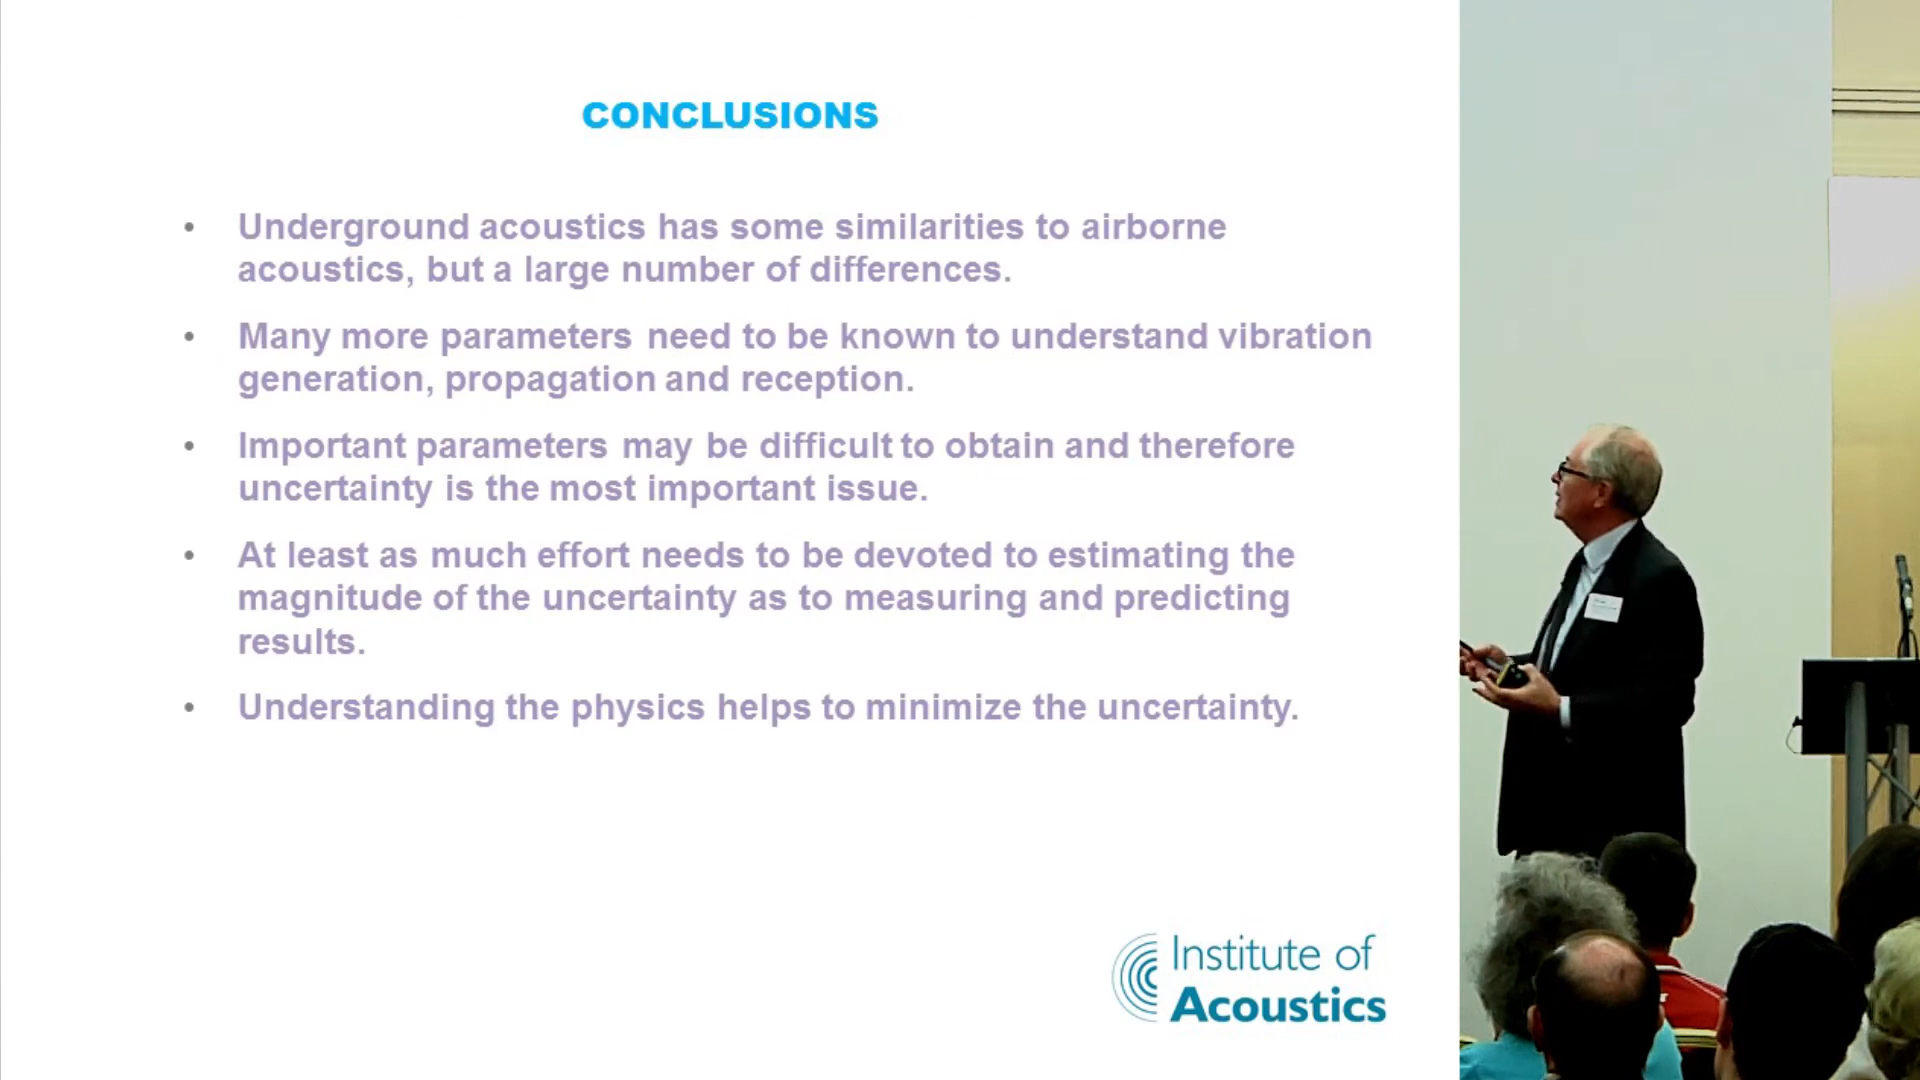 CONCLUSIONS
• Underground acoustics has some similarities to airborne
acoustics, but a large number of differences.
• Many more parameters need to be known to understand vibration
generation, propagation and reception.
• Important parameters may be difficult to obtain and therefore
uncertainty is the most important issue.
• At least as much effort needs to be devoted to estimating the
magnitude of the uncertainty as to measuring and predicting
results.
• Understanding the physics helps to minimize the uncertainty.
Institute of
Acoustics